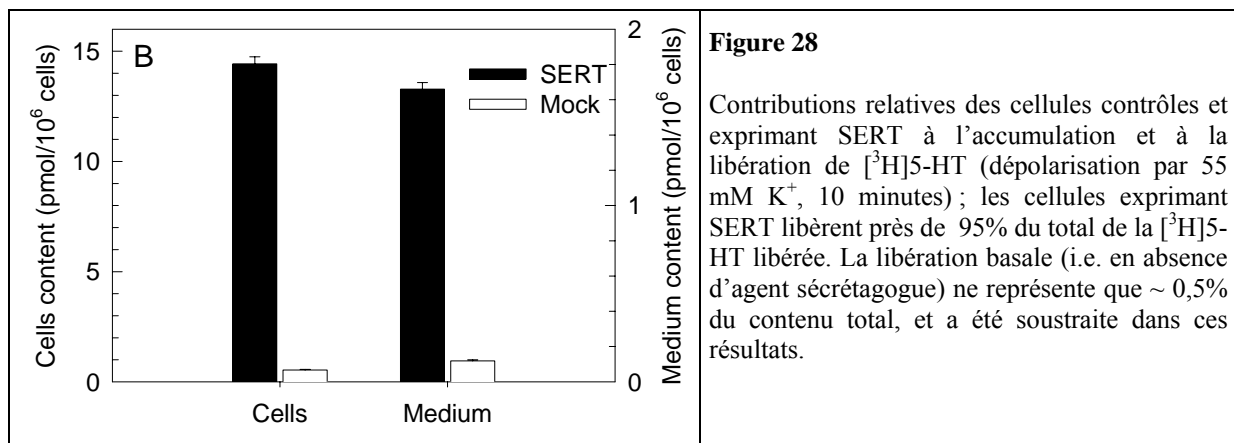 B
15
10
5
0
Cells content (pmol/10⁶ cells)
SERT
Mock
Cells
Medium
2
1
0
Medium content (pmol/10⁶ cells)
Figure 28
Contributions relatives des cellules contrôles et
exprimant SERT à l’accumulation et à la
libération de [³H]5-HT (dépolarisation par 55
mM K⁺, 10 minutes) ; les cellules exprimant
SERT libèrent près de 95% du total de la [³H]5-
HT libérée. La libération basale (i.e. en absence
d’agent sécrétagogue) ne représente que ~ 0,5%
du contenu total, et a été soustraite dans ces
résultats.